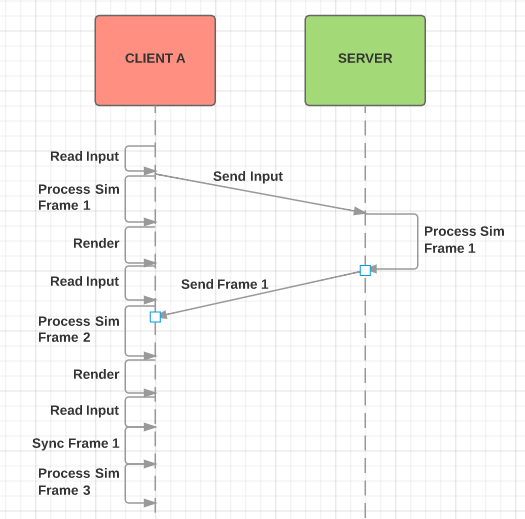 CLIENT A
SERVER
Read Input
Send Input
Process Sim
Frame 1
Process Sim
Frame 1
Render
Read Input
Send Frame 1
Process Sim
Frame 2
Render
Read Input
Sync Frame 1
Process Sim
Frame 3